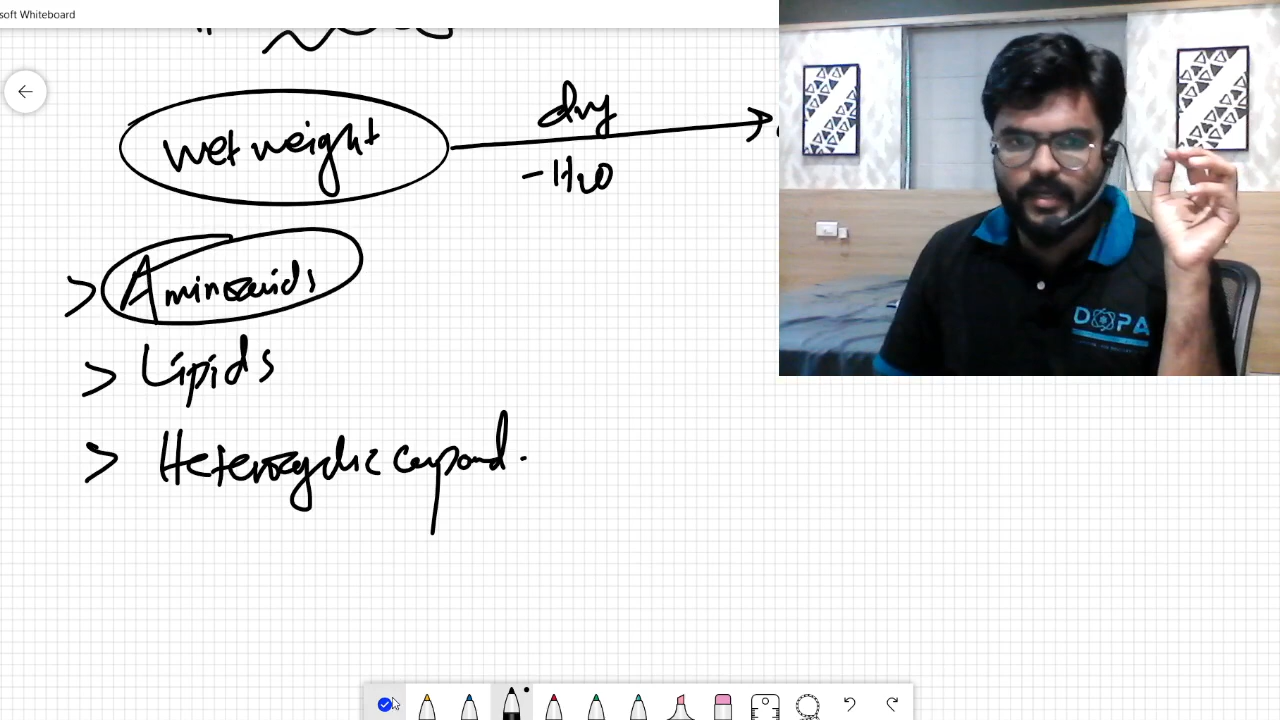 soft Whiteboard
wet weight
dry
-H2O
> Aminoacids
> Lipids
> Heterocyclic compound.
DOPA